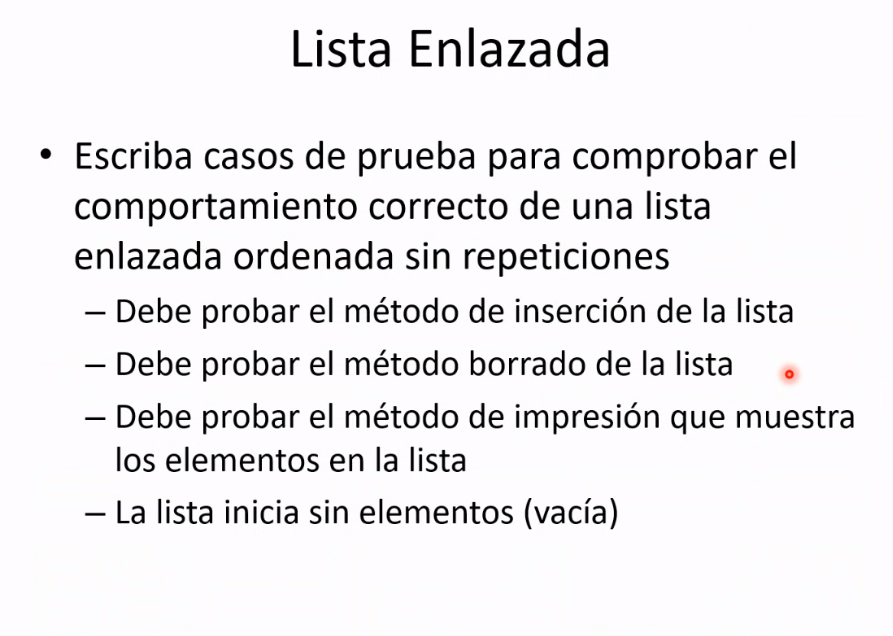 Lista Enlazada
• Escriba casos de prueba para comprobar el
comportamiento correcto de una lista
enlazada ordenada sin repeticiones
– Debe probar el método de inserción de la lista
– Debe probar el método borrado de la lista
– Debe probar el método de impresión que muestra
los elementos en la lista
– La lista inicia sin elementos (vacía)